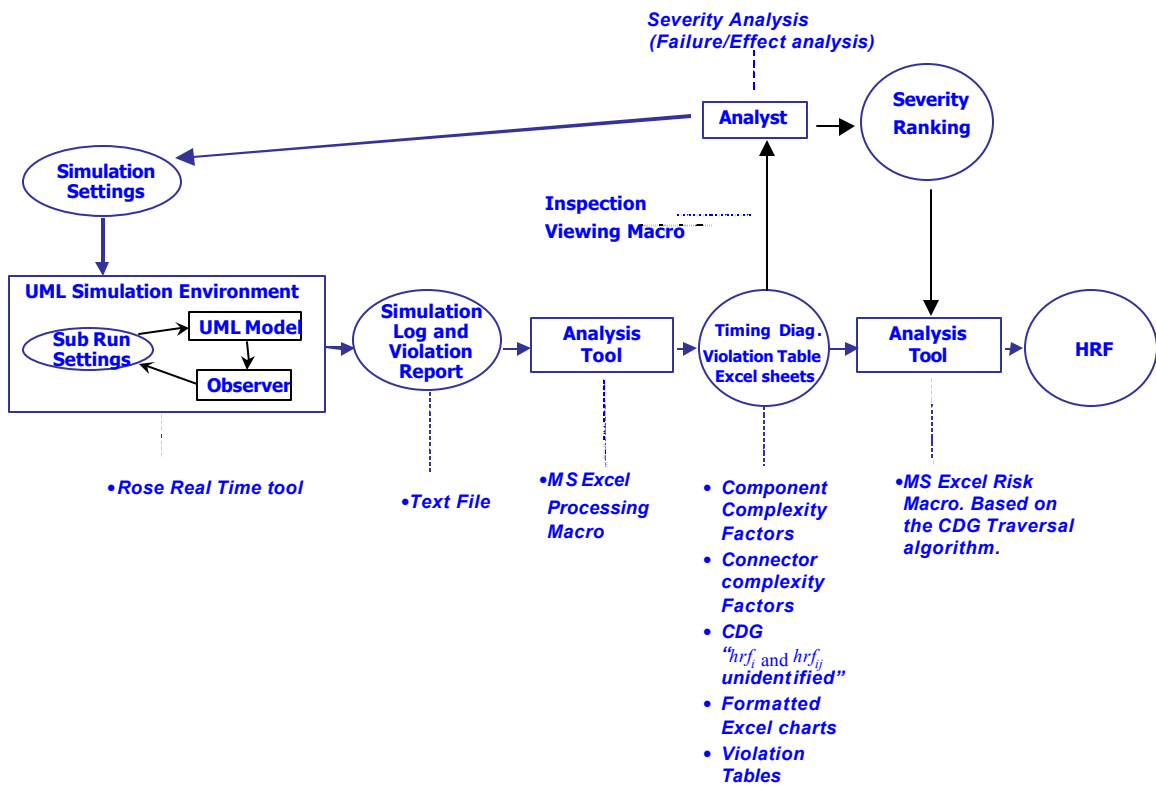 Severity Analysis
(Failure/Effect analysis)
Analyst
Severity
Ranking
Simulation
Settings
Inspection
Viewing Macro
UML Simulation Environment
Sub Run
Settings
UML Model
Observer
Simulation
Log and
Violation
Report
Analysis
Tool
Timing Diag.
Violation Table
Excel sheets
Analysis
Tool
HRF
•Rose Real Time tool
•Text File
•MS Excel
Processing
Macro
• Component
Complexity
Factors
• Connector
complexity
Factors
• CDG
“hrfi and hrfij
unidentified”
• Formatted
Excel charts
• Violation
Tables
•MS Excel Risk
Macro. Based on
the CDG Traversal
algorithm.